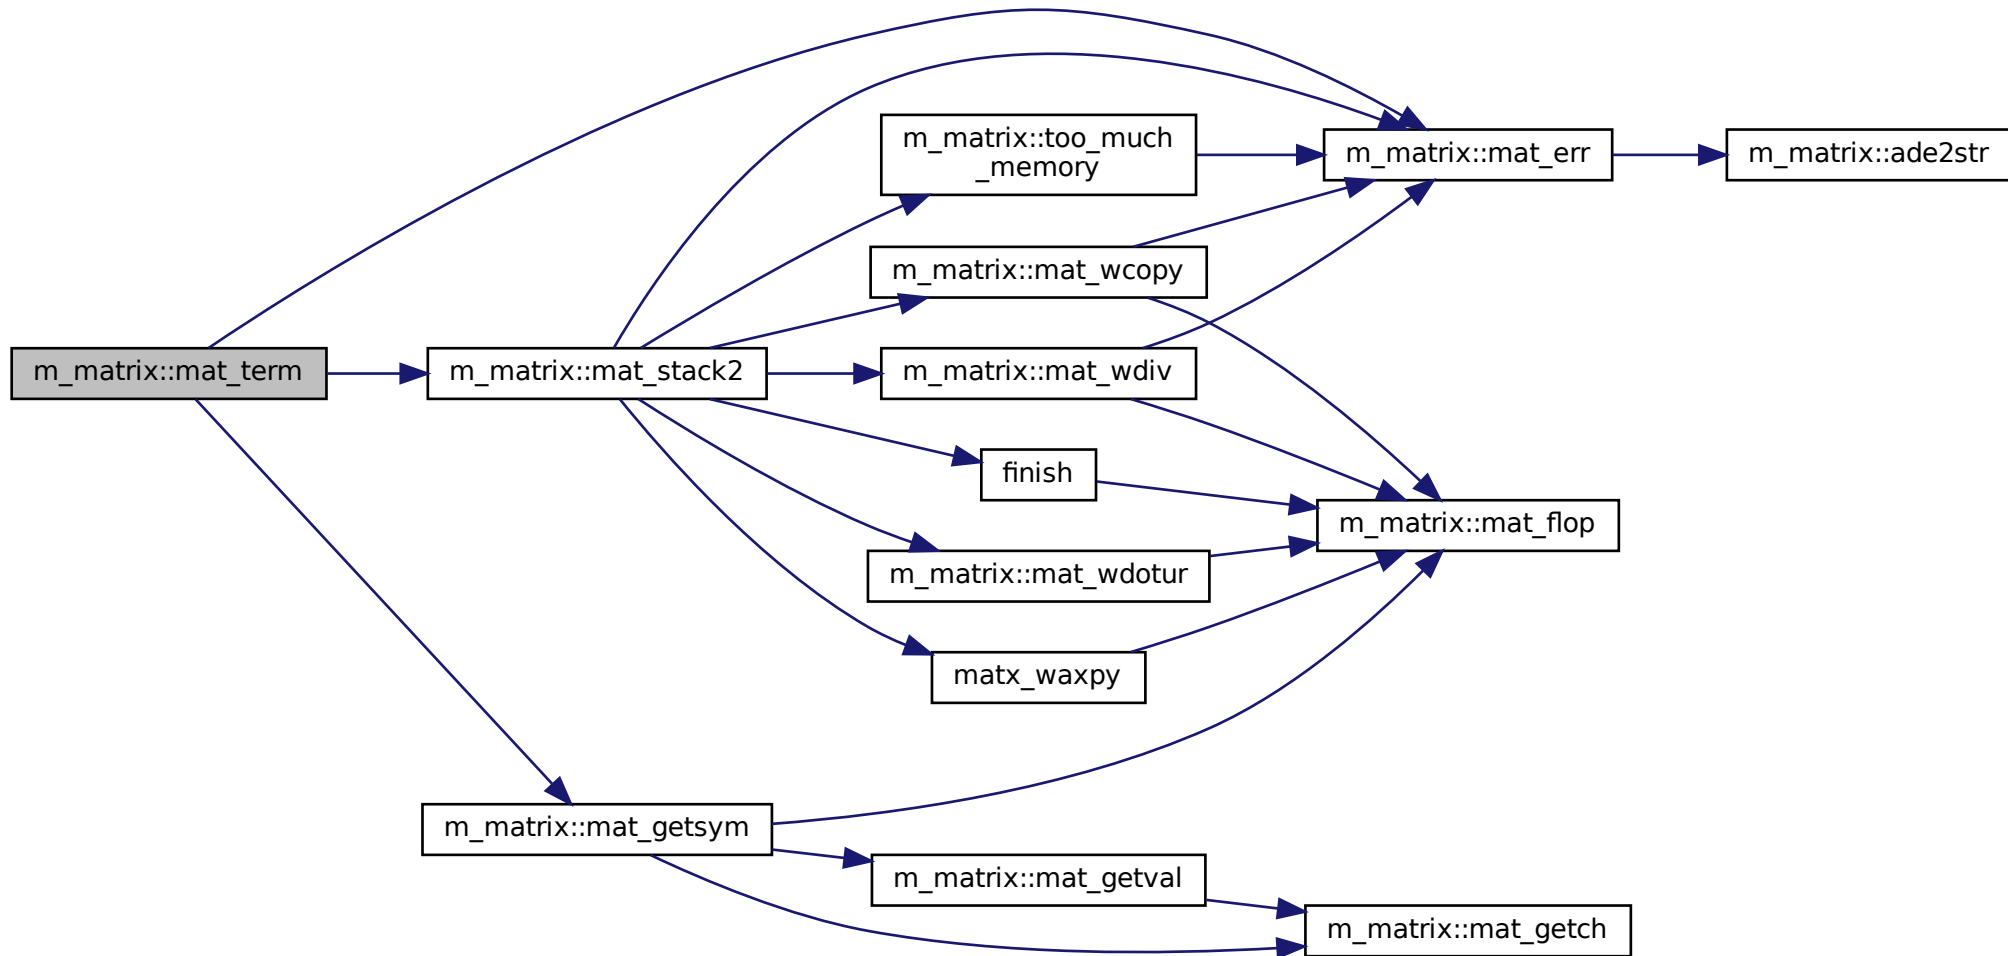 m_matrix::too_much
_memory
m_matrix::mat_err
m_matrix::ade2str
m_matrix::mat_wcopy
m_matrix::mat_term
m_matrix::mat_stack2
m_matrix::mat_wdiv
finish
m_matrix::mat_flop
m_matrix::mat_wdotur
matx_waxpy
m_matrix::mat_getsym
m_matrix::mat_getval
m_matrix::mat_getch